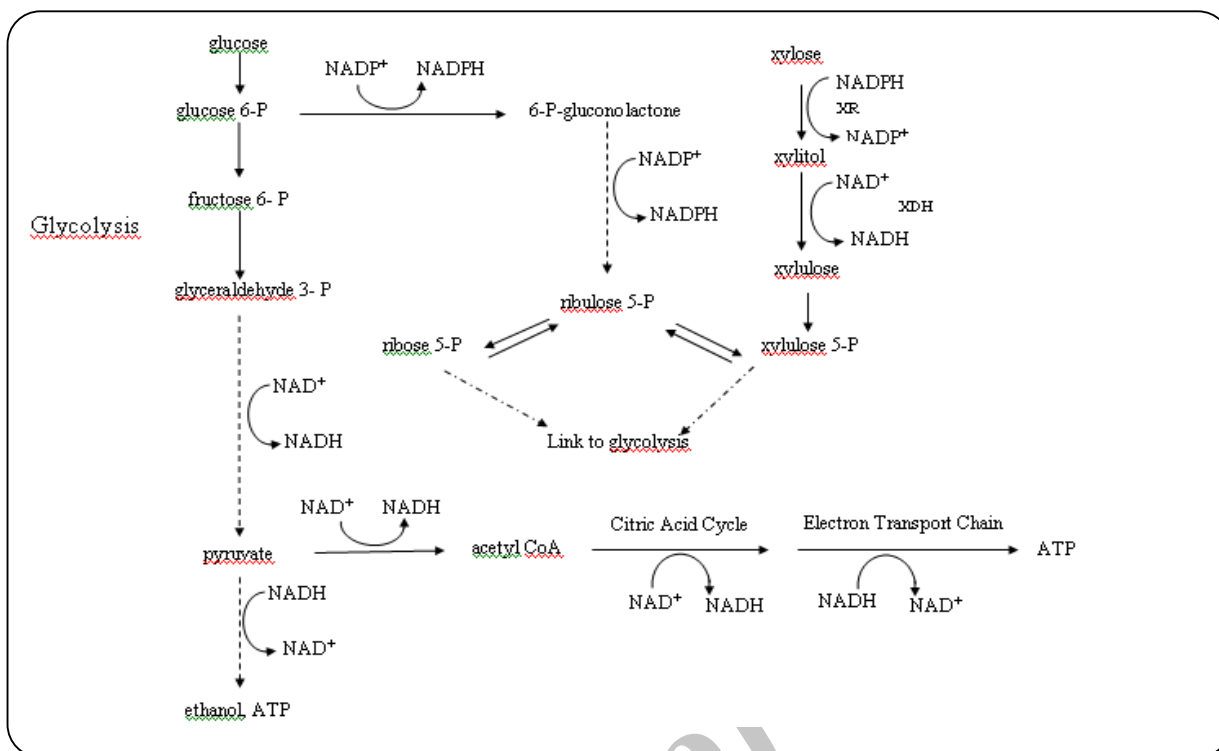 glucose
NADP+ NADPH
xylose
NADPH
XR
NADP+
glucose 6-P
6-P-gluconolactone
xylitol
NADP+
NADPH
NAD+
XDH
NADH
fructose 6- P
Glycolysis
xylulose
glyceraldehyde 3- P
ribulose 5-P
ribose 5-P
xylulose 5-P
NAD+
NADH
Link to glycolysis
NAD+ NADH
Citric Acid Cycle
Electron Transport Chain
pyruvate
acetyl CoA
ATP
NADH
NAD+
NAD+ NADH
NADH NAD+
ethanol, ATP